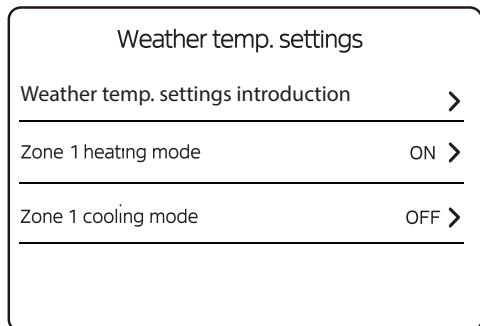 Weather temp. settings
Weather temp. settings introduction
Zone 1 heating mode ON
Zone 1 cooling mode OFF